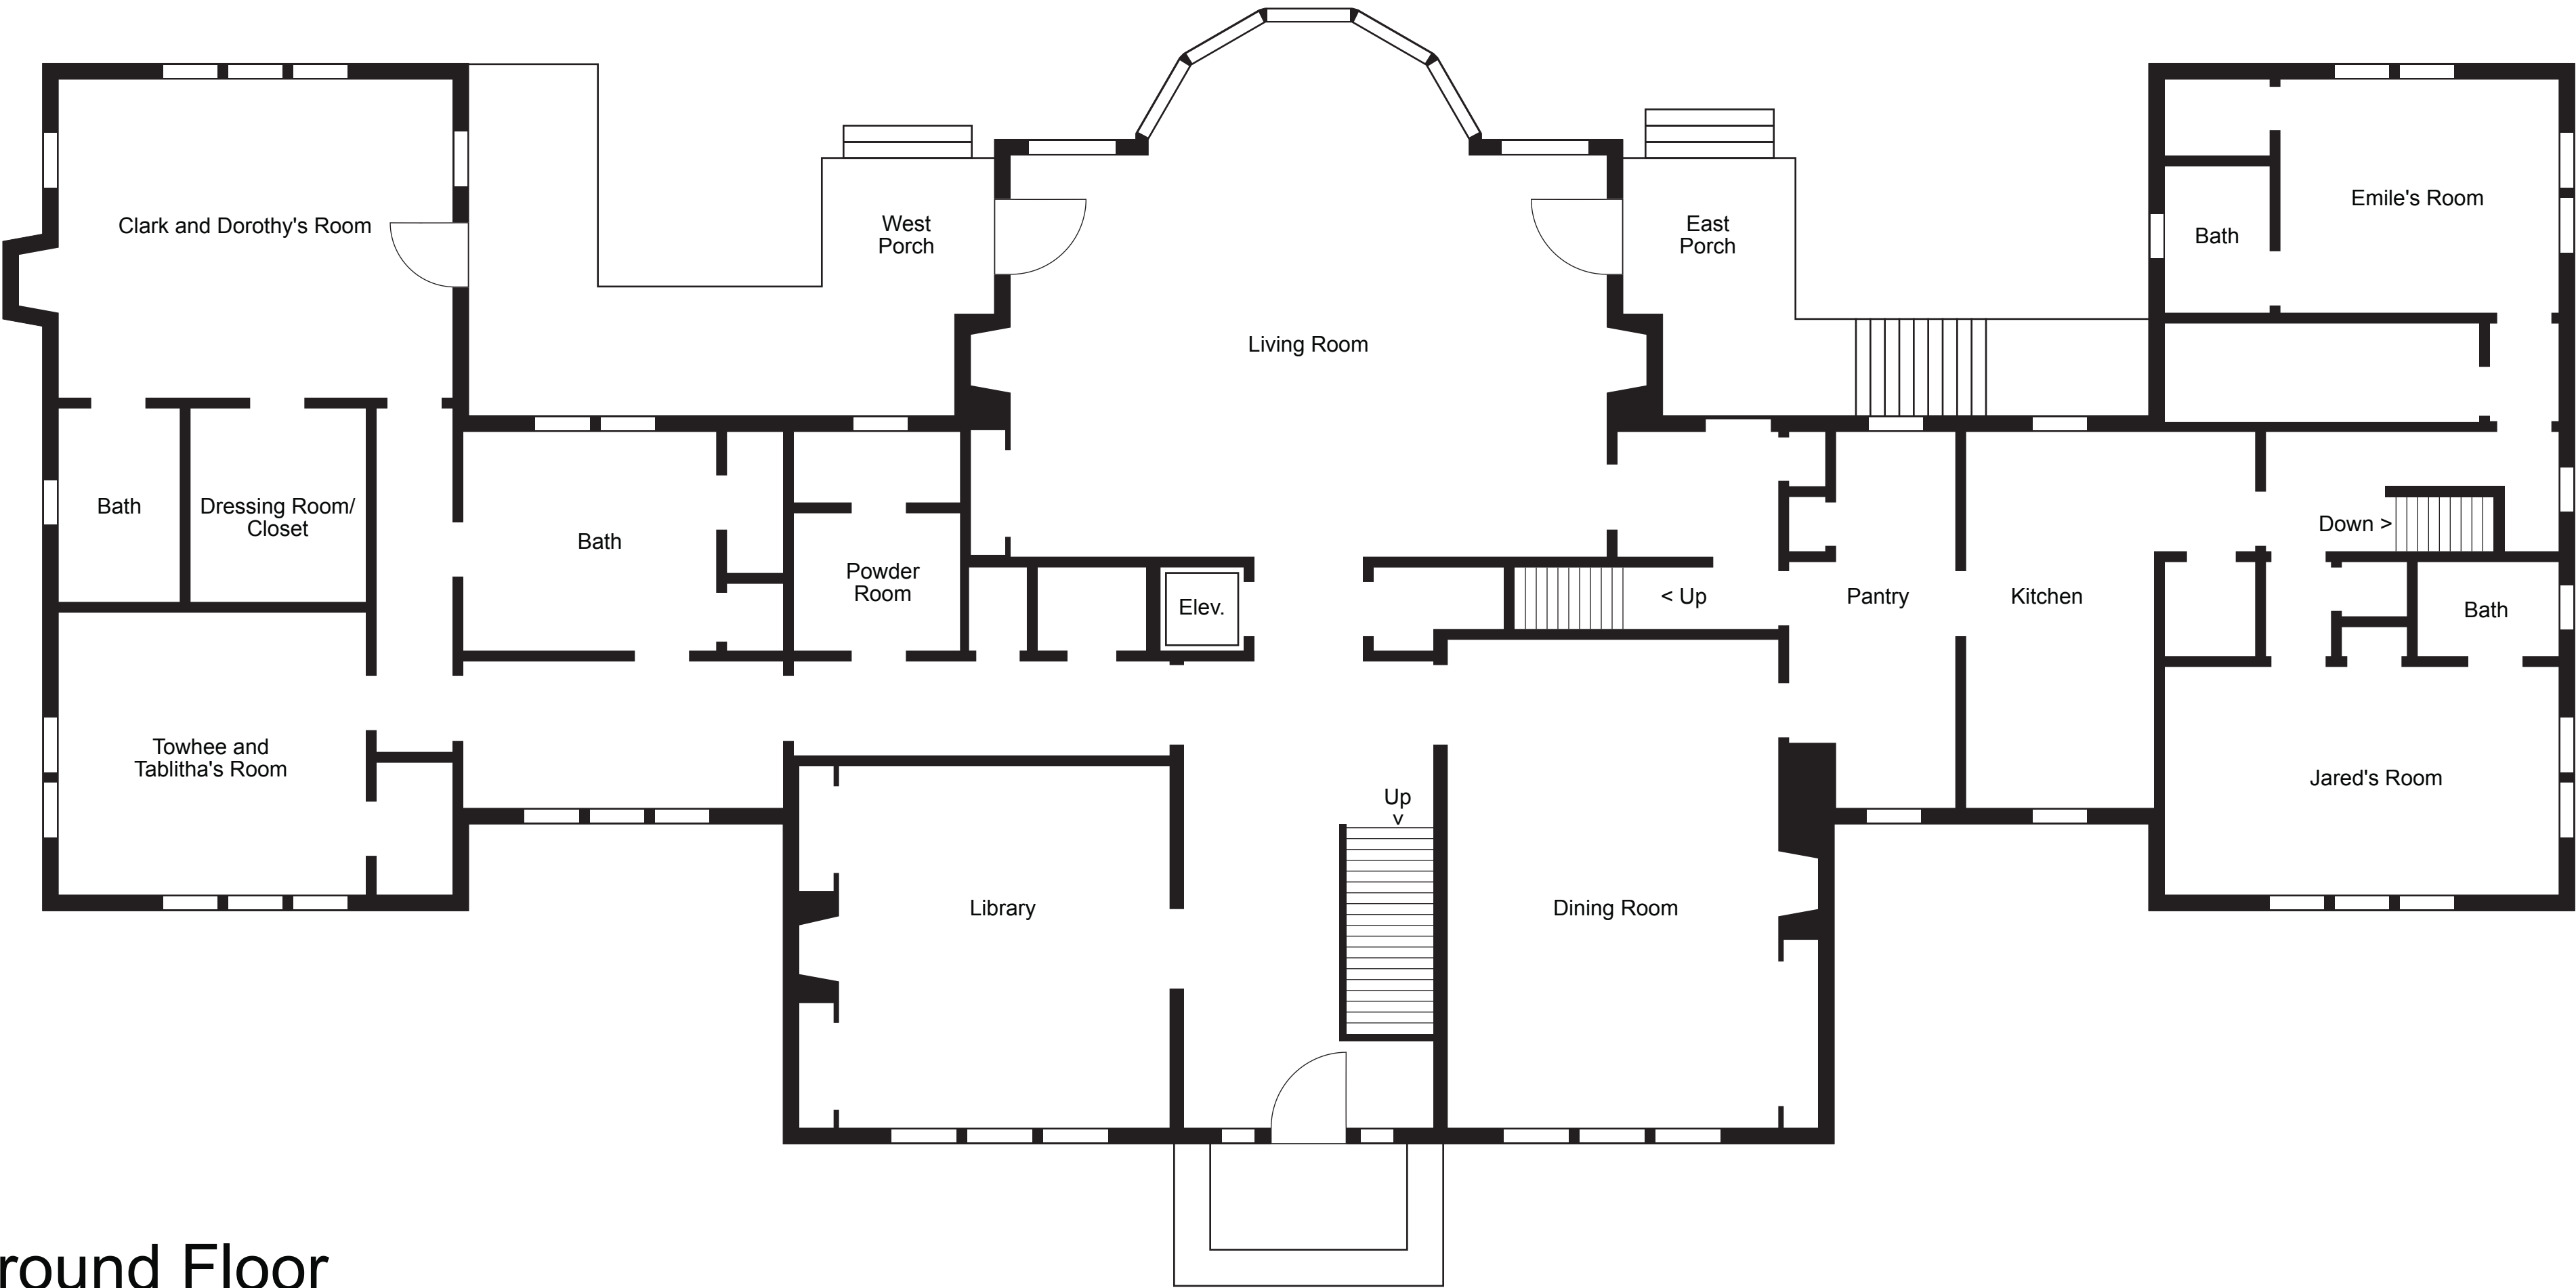 Clark and Dorothy's Room
West
Porch
East
Porch
Emile's Room
Bath
Living Room
Bath
Dressing Room/
Closet
Bath
Powder
Room
Elev.
< Up
Pantry
Kitchen
Down >
Bath
Towhee and
Tablitha's Room
Jared's Room
Up
v
Library
Dining Room
round Floor